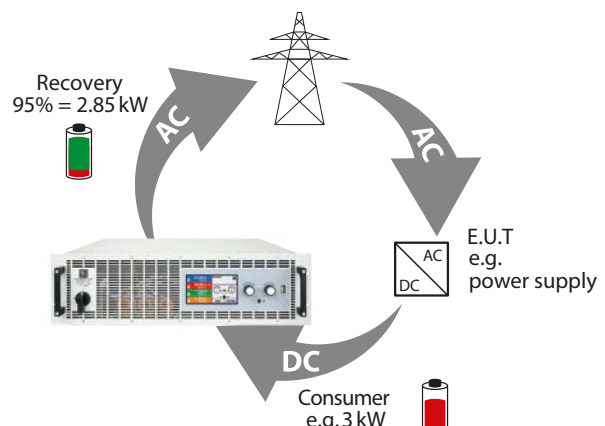 Recovery
95% = 2.85 kW
AC
AC
AC
DC
E.U.T
e.g.
power supply
DC
Consumer
e.g. 3 kW